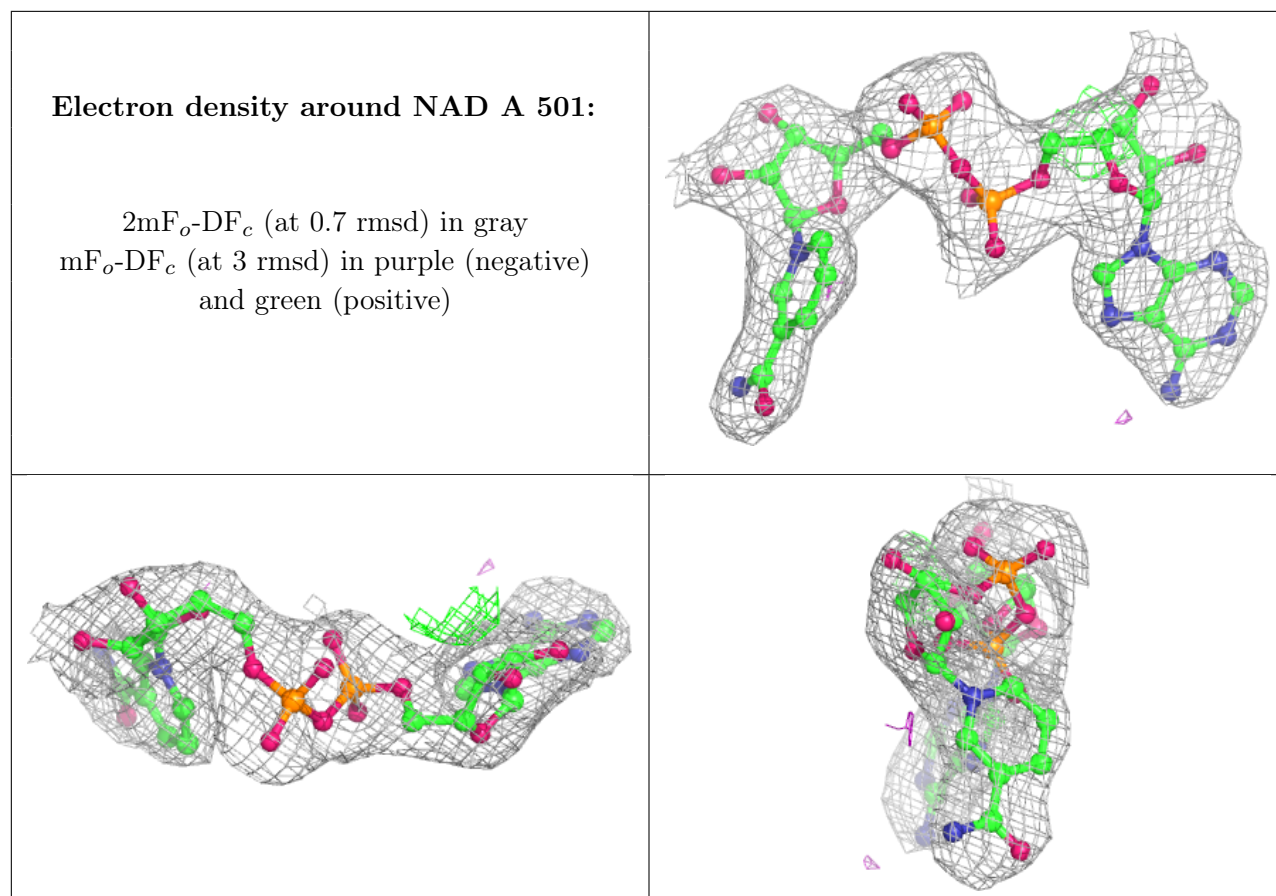 Electron density around NAD A 501:
2mFₒ-DF𝒸 (at 0.7 rmsd) in gray
mFₒ-DF𝒸 (at 3 rmsd) in purple (negative)
and green (positive)